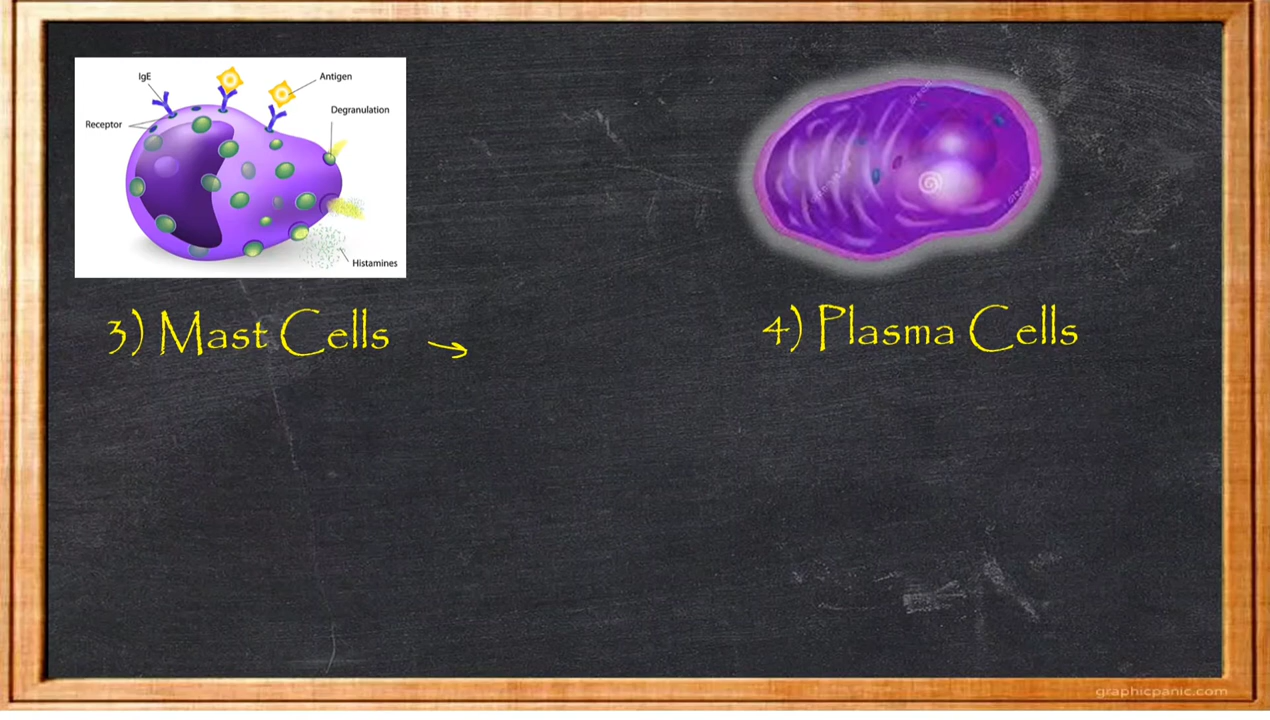 IgE
Antigen
Degranulation
Receptor
Histamines
3) Mast Cells →
4) Plasma Cells
graphicpanic.com